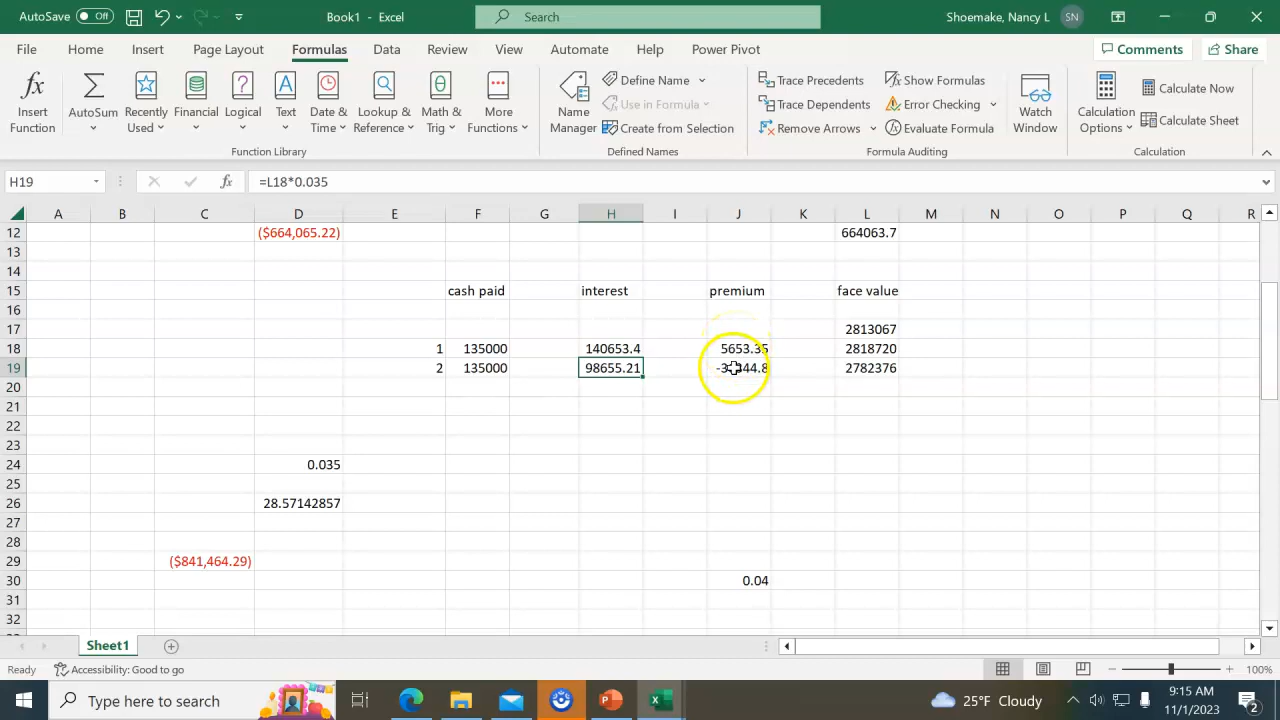 AutoSave Off Book1 - Excel Search Shoemake, Nancy L SN
File Home Insert Page Layout Formulas Data Review View Automate Help Power Pivot Comments Share
Insert Function
AutoSum
Recently Used
Financial
Logical
Text
Date & Time
Lookup & Reference
Math & Trig
More Functions
Function Library
Name Manager
Define Name
Use in Formula
Create from Selection
Defined Names
Trace Precedents
Trace Dependents
Remove Arrows
Show Formulas
Error Checking
Evaluate Formula
Formula Auditing
Watch Window
Calculation Options
Calculate Now
Calculate Sheet
Calculation
H19 fx =L18*0.035
A B C D E F G H I J K L M N O P Q R
12 ($664,065.22) 664063.7
13
14
15 cash paid interest premium face value
16
17 2813067
18 1 135000 140653.4 5653.35 2818720
19 2 135000 98655.21 2782376
20
21
22
23
24 0.035
25
26 28.57142857
27
28
29 ($841,464.29)
30 0.04
31
32
Sheet1
Ready Accessibility: Good to go 100%
Type here to search 25°F Cloudy 9:15 AM
11/1/2023 2